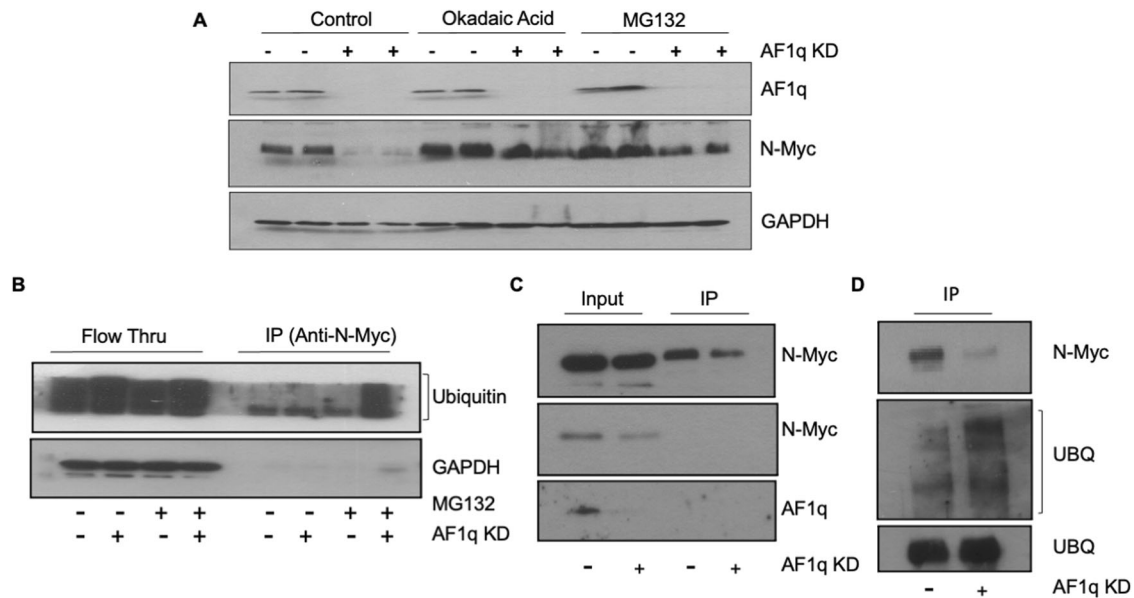 A
Control Okadaic Acid MG132
- - + + - - + + - - + + AF1q KD
AF1q
N-Myc
GAPDH
B
Flow Thru IP (Anti-N-Myc)
Ubiquitin
GAPDH
- - + + - - + + MG132
- + - + - + - + AF1q KD
C
Input IP
N-Myc
N-Myc
AF1q
- + - + AF1q KD
D
IP
N-Myc
UBQ
UBQ
- + AF1q KD